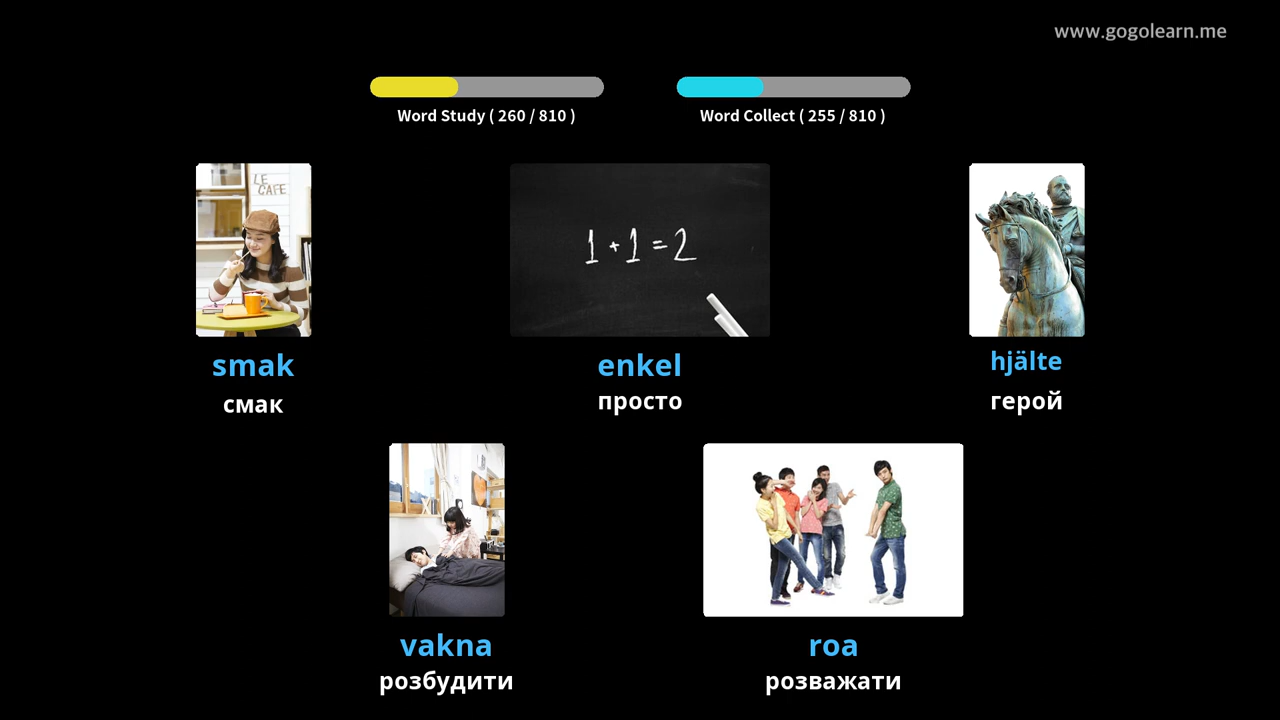 www.gogolearn.me
Word Study ( 260 / 810 )
Word Collect ( 255 / 810 )
LE
CAFE
1 + 1 = 2
smak
смак
enkel
просто
hjälte
герой
vakna
розбудити
roa
розважати